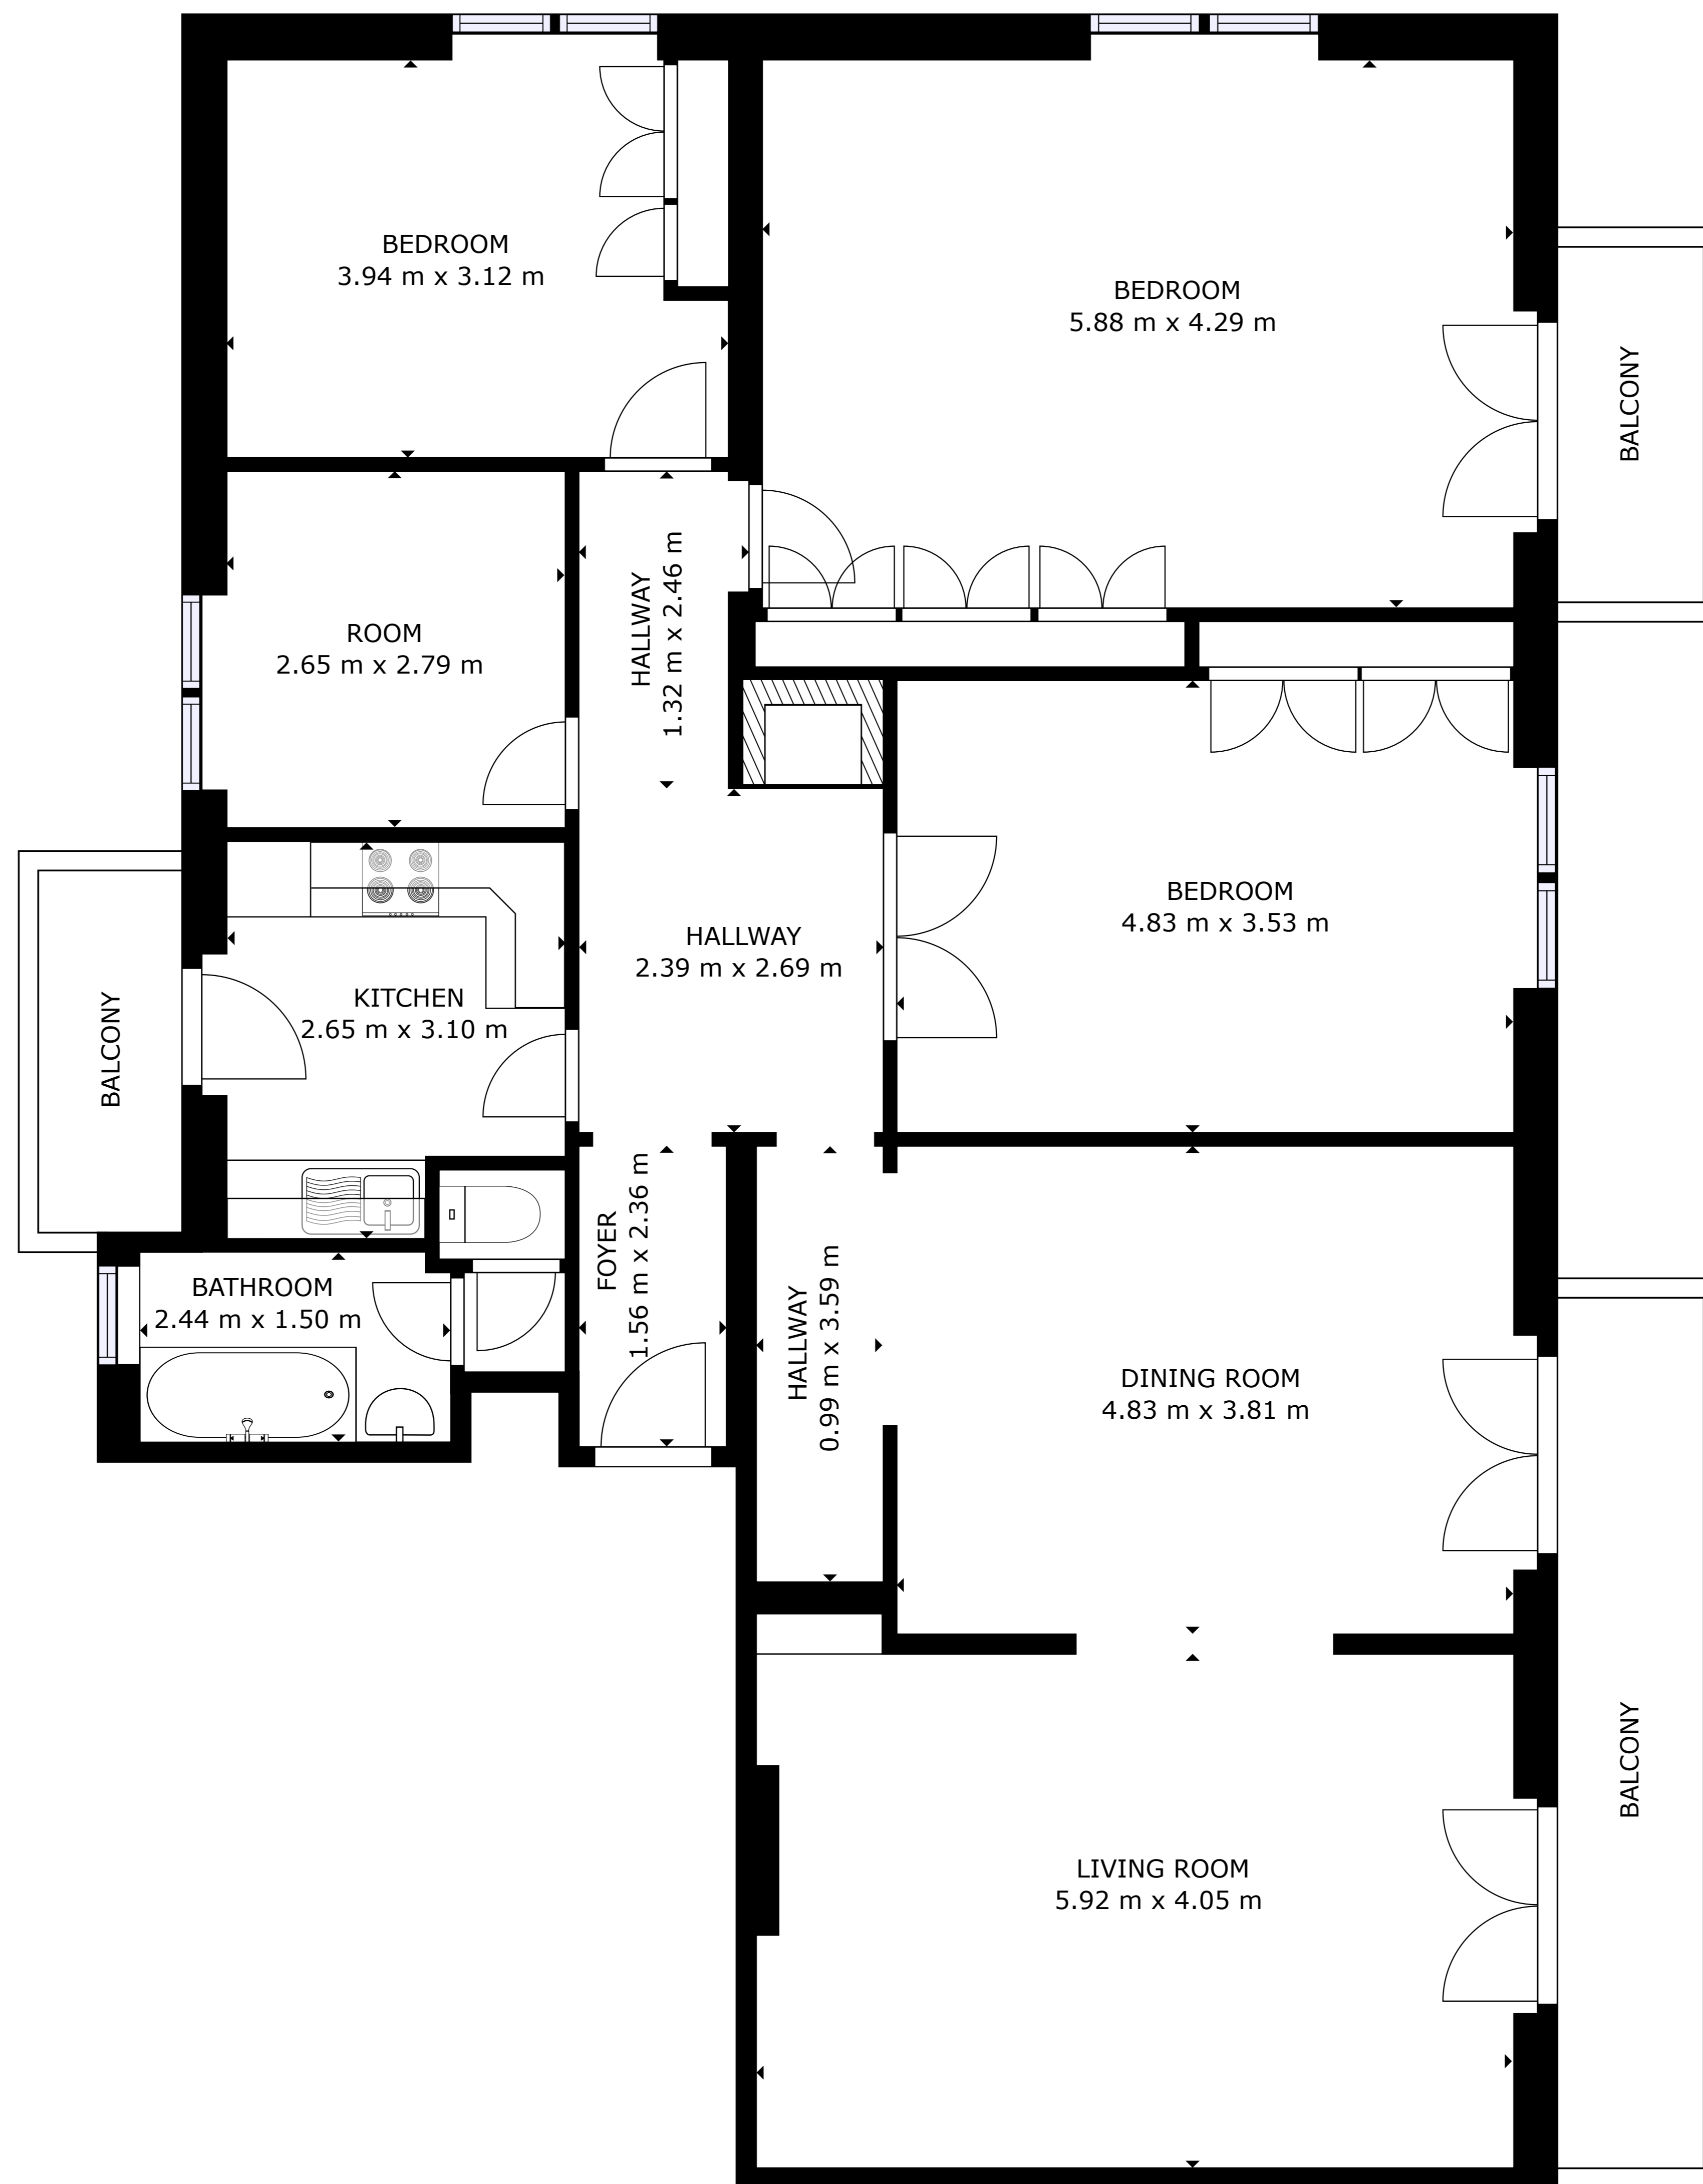 BEDROOM
3.94 m x 3.12 m
BEDROOM
5.88 m x 4.29 m
BALCONY
ROOM
2.65 m x 2.79 m
HALLWAY
1.32 m x 2.46 m
BEDROOM
4.83 m x 3.53 m
HALLWAY
2.39 m x 2.69 m
KITCHEN
2.65 m x 3.10 m
BALCONY
BATHROOM
2.44 m x 1.50 m
FOYER
1.56 m x 2.36 m
HALLWAY
0.99 m x 3.59 m
DINING ROOM
4.83 m x 3.81 m
BALCONY
LIVING ROOM
5.92 m x 4.05 m